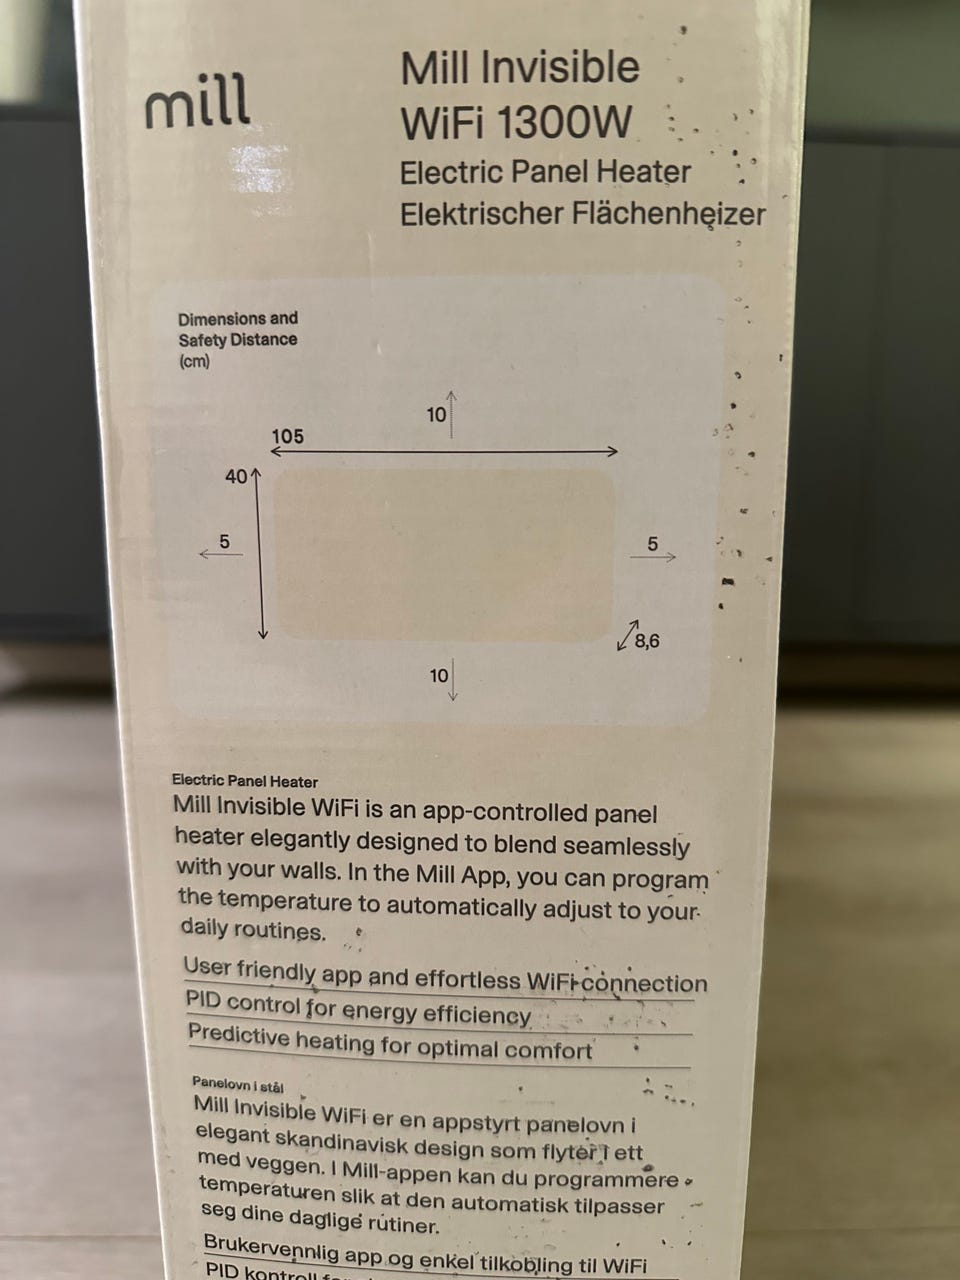 mill
Mill Invisible
WiFi 1300W
Electric Panel Heater
Elektrischer Flächenheizer
Dimensions and
Safety Distance
(cm)
10
105
40
5
5
8,6
10
Electric Panel Heater
Mill Invisible WiFi is an app-controlled panel
heater elegantly designed to blend seamlessly
with your walls. In the Mill App, you can program
the temperature to automatically adjust to your
daily routines.
User friendly app and effortless WiFi connection
PID control for energy efficiency
Predictive heating for optimal comfort
Panelovn i stål
Mill Invisible WiFi er en appstyrt panelovn i
elegant skandinavisk design som flyter i ett
med veggen. I Mill-appen kan du programmere
temperaturen slik at den automatisk tilpasser
seg dine daglige rutiner.
Brukervennlig app og enkel tilkobling til WiFi
PID kontroll